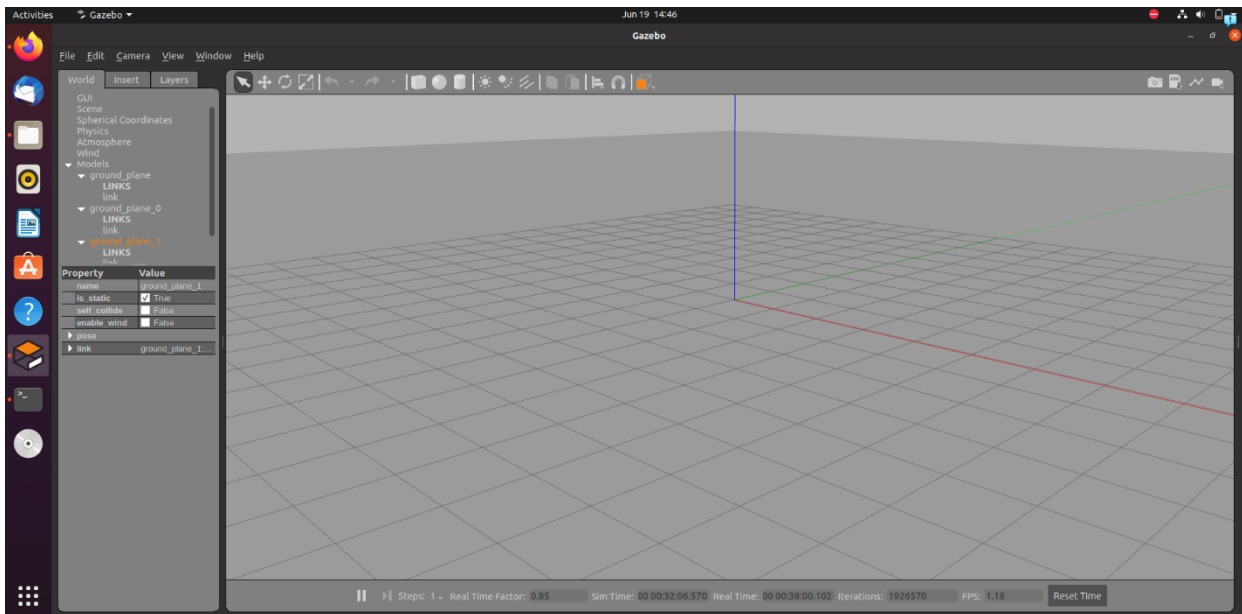 Activities Gazebo Jun 19 14:46
Gazebo
File Edit Camera View Window Help
World Insert Layers
GUI
Scene
Spherical Coordinates
Physics
Atmosphere
Wind
Models
ground_plane
LINKS
link
ground_plane_0
LINKS
link
ground_plane_1
LINKS
link
Property Value
name ground_plane_1
is_static True
self_collide False
enable_wind False
pose
link ground_plane_1:...
Steps: 1 Real Time Factor: 0.85 Sim Time: 00 00:32:06.570 Real Time: 00 00:38:00.102 Iterations: 1926570 FPS: 1.18 Reset Time